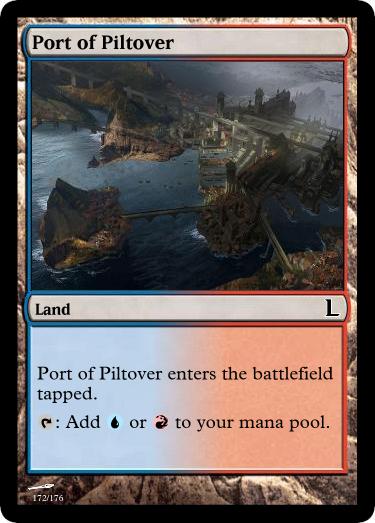 Port of Piltover
Land L
Port of Piltover enters the battlefield
tapped.
: Add or to your mana pool.
172/176